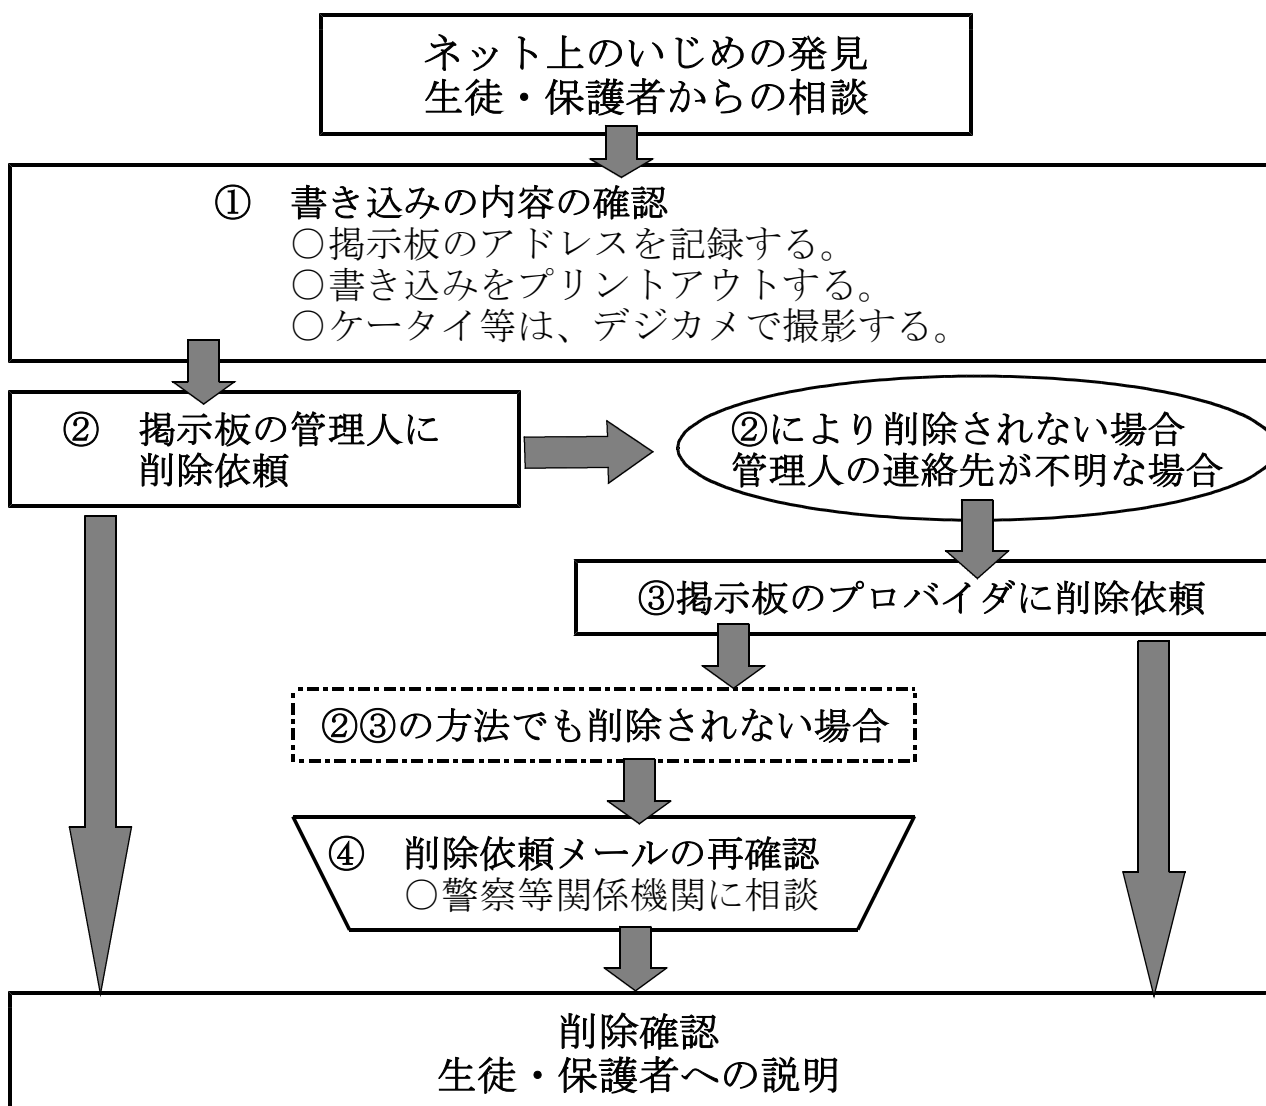 ネット上のいじめの発見
生徒・保護者からの相談
① 書き込みの内容の確認
○掲示板のアドレスを記録する。
○書き込みをプリントアウトする。
○ケータイ等は、デジカメで撮影する。
② 掲示板の管理人に
削除依頼
②により削除されない場合
管理人の連絡先が不明な場合
③掲示板のプロバイダに削除依頼
②③の方法でも削除されない場合
④ 削除依頼メールの再確認
○警察等関係機関に相談
削除確認
生徒・保護者への説明